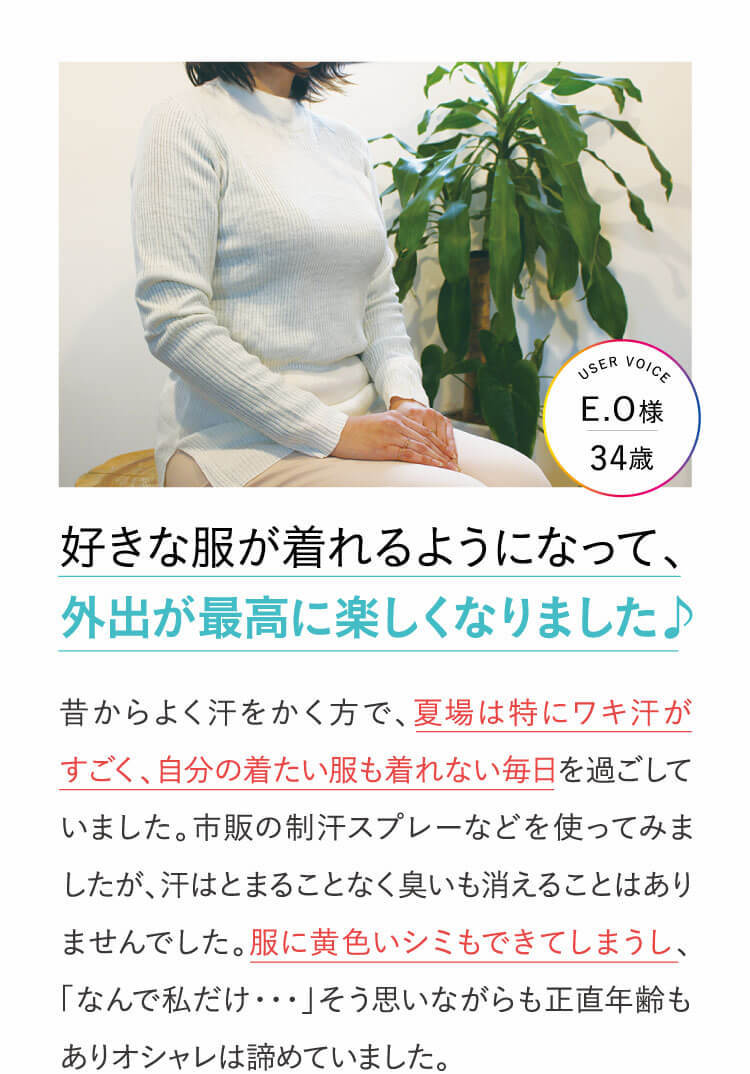 USER VOICE
E.O様
34歳
好きな服が着れるようになって、
外出が最高に楽しくなりました♪
昔からよく汗をかく方で、夏場は特にワキ汗が
すごく、自分の着たい服も着れない毎日を過ごして
いました。市販の制汗スプレーなどを使ってみま
したが、汗はとまることなく臭いも消えることはあり
ませんでした。服に黄色いシミもできてしまうし、
「なんで私だけ・・・」そう思いながらも正直年齢も
ありオシャレは諦めていました。